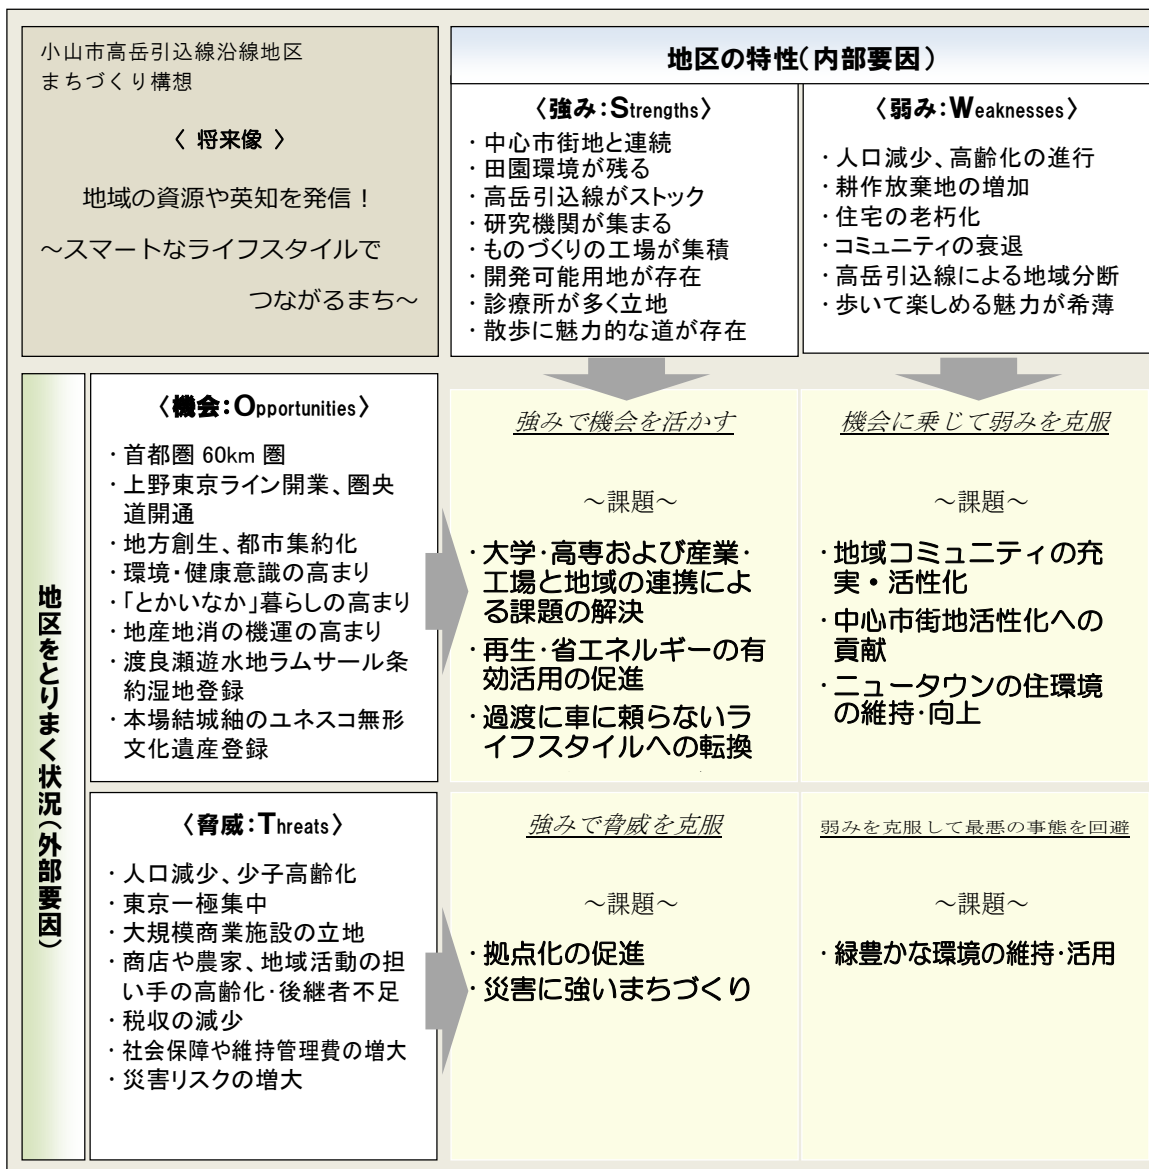 小山市高岳引込線沿線地区
まちづくり構想
〈 将来像 〉
地域の資源や英知を発信！
～スマートなライフスタイルで
つながるまち～
地区の特性（内部要因）
〈強み：Strengths〉
・中心市街地と連続
・田園環境が残る
・高岳引込線がストック
・研究機関が集まる
・ものづくりの工場が集積
・開発可能用地が存在
・診療所が多く立地
・散歩に魅力的な道が存在
〈弱み：Weaknesses〉
・人口減少、高齢化の進行
・耕作放棄地の増加
・住宅の老朽化
・コミュニティの衰退
・高岳引込線による地域分断
・歩いて楽しめる魅力が希薄
地区をとりまく状況（外部要因）
〈機会：Opportunities〉
・首都圏 60km 圏
・上野東京ライン開業、圏央
道開通
・地方創生、都市集約化
・環境・健康意識の高まり
・「とかいなか」暮らしの高まり
・地産地消の機運の高まり
・渡良瀬遊水地ラムサール条
約湿地登録
・本場結城紬のユネスコ無形
文化遺産登録
強みで機会を活かす
～課題～
・大学・高専および産業・
工場と地域の連携によ
る課題の解決
・再生・省エネルギーの有
効活用の促進
・過渡に車に頼らないラ
イフスタイルへの転換
機会に乗じて弱みを克服
～課題～
・地域コミュニティの充
実・活性化
・中心市街地活性化への
貢献
・ニュータウンの住環境
の維持・向上
〈脅威：Threats〉
・人口減少、少子高齢化
・東京一極集中
・大規模商業施設の立地
・商店や農家、地域活動の担
い手の高齢化・後継者不足
・税収の減少
・社会保障や維持管理費の増大
・災害リスクの増大
強みで脅威を克服
～課題～
・拠点化の促進
・災害に強いまちづくり
弱みを克服して最悪の事態を回避
～課題～
・緑豊かな環境の維持・活用